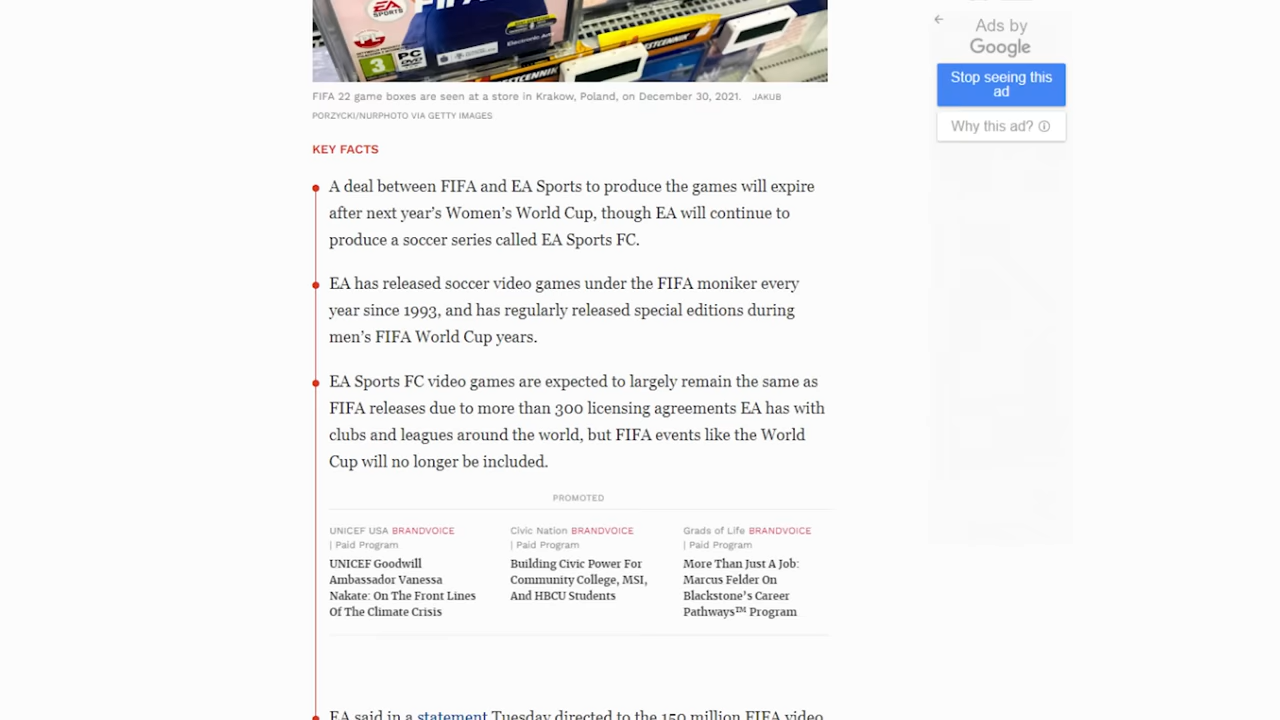 EA
SPORTS
FIFA
PL
3
PC
DVD
Electronic Arts
FIFA 22 game boxes are seen at a store in Krakow, Poland, on December 30, 2021. JAKUB
PORZYCKI/NURPHOTO VIA GETTY IMAGES
KEY FACTS
A deal between FIFA and EA Sports to produce the games will expire
after next year’s Women’s World Cup, though EA will continue to
produce a soccer series called EA Sports FC.
EA has released soccer video games under the FIFA moniker every
year since 1993, and has regularly released special editions during
men’s FIFA World Cup years.
EA Sports FC video games are expected to largely remain the same as
FIFA releases due to more than 300 licensing agreements EA has with
clubs and leagues around the world, but FIFA events like the World
Cup will no longer be included.
PROMOTED
UNICEF USA BRANDVOICE
| Paid Program
UNICEF Goodwill
Ambassador Vanessa
Nakate: On The Front Lines
Of The Climate Crisis
Civic Nation BRANDVOICE
| Paid Program
Building Civic Power For
Community College, MSI,
And HBCU Students
Grads of Life BRANDVOICE
| Paid Program
More Than Just A Job:
Marcus Felder On
Blackstone’s Career
Pathways™ Program
EA said in a statement Tuesday directed to the 150 million FIFA video
Ads by
Google
Stop seeing this
ad
Why this ad?